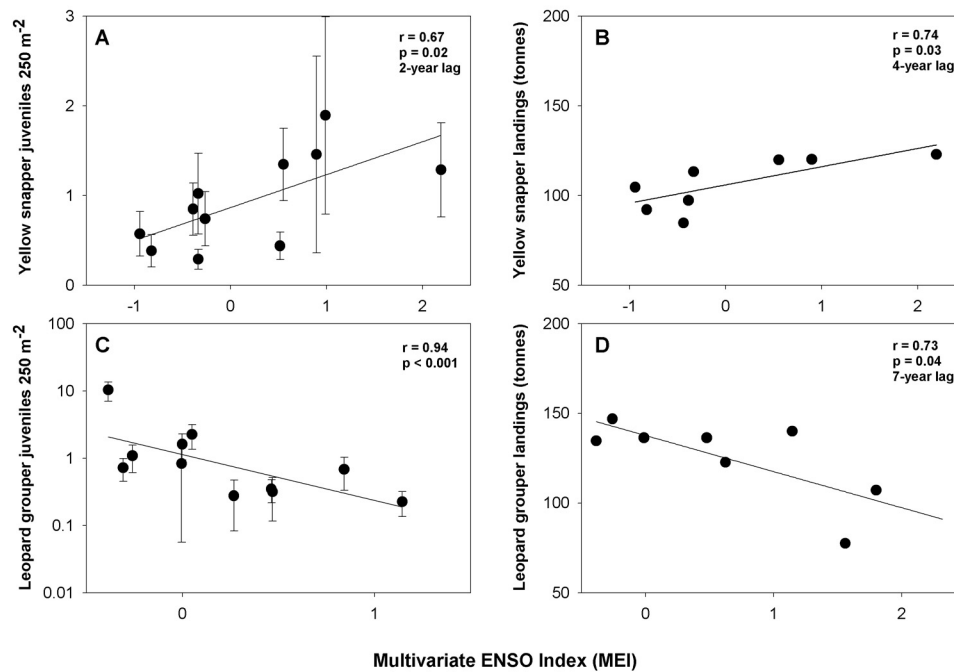 A
r = 0.67
p = 0.02
2-year lag
Yellow snapper juveniles 250 m⁻²
3
2
1
0
-1 0 1 2
B
r = 0.74
p = 0.03
4-year lag
Yellow snapper landings (tonnes)
200
150
100
50
-1 0 1 2
C
r = 0.94
p < 0.001
Leopard grouper juveniles 250 m⁻²
100
10
1
0.1
0.01
0 1
D
r = 0.73
p = 0.04
7-year lag
Leopard grouper landings (tonnes)
200
150
100
50
0 1 2
Multivariate ENSO Index (MEI)